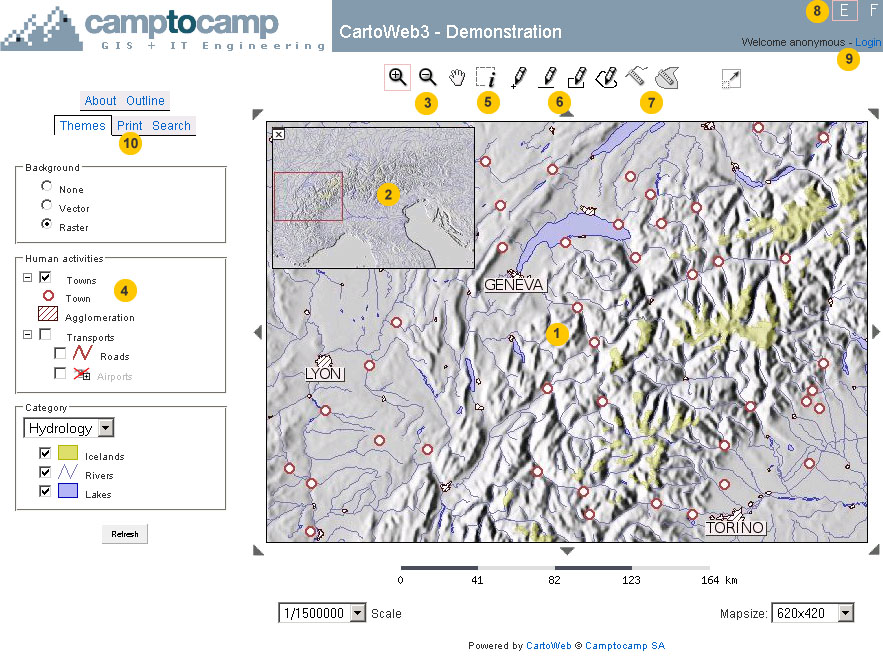 camptocamp
GIS + IT Engineering
CartoWeb3 - Demonstration
8 E F
Welcome anonymous - Login
9
3 5 6 7
About Outline
Themes Print Search
10
Background
None
Vector
Raster
Human activities
Towns
Town
4
Agglomeration
Transports
Roads
Airports
Category
Hydrology
Icelands
Rivers
Lakes
Refresh
2
GENEVA
1
LYON
TORINO
0 41 82 123 164 km
1/1500000 Scale
Mapsize: 620x420
Powered by CartoWeb © Camptocamp SA